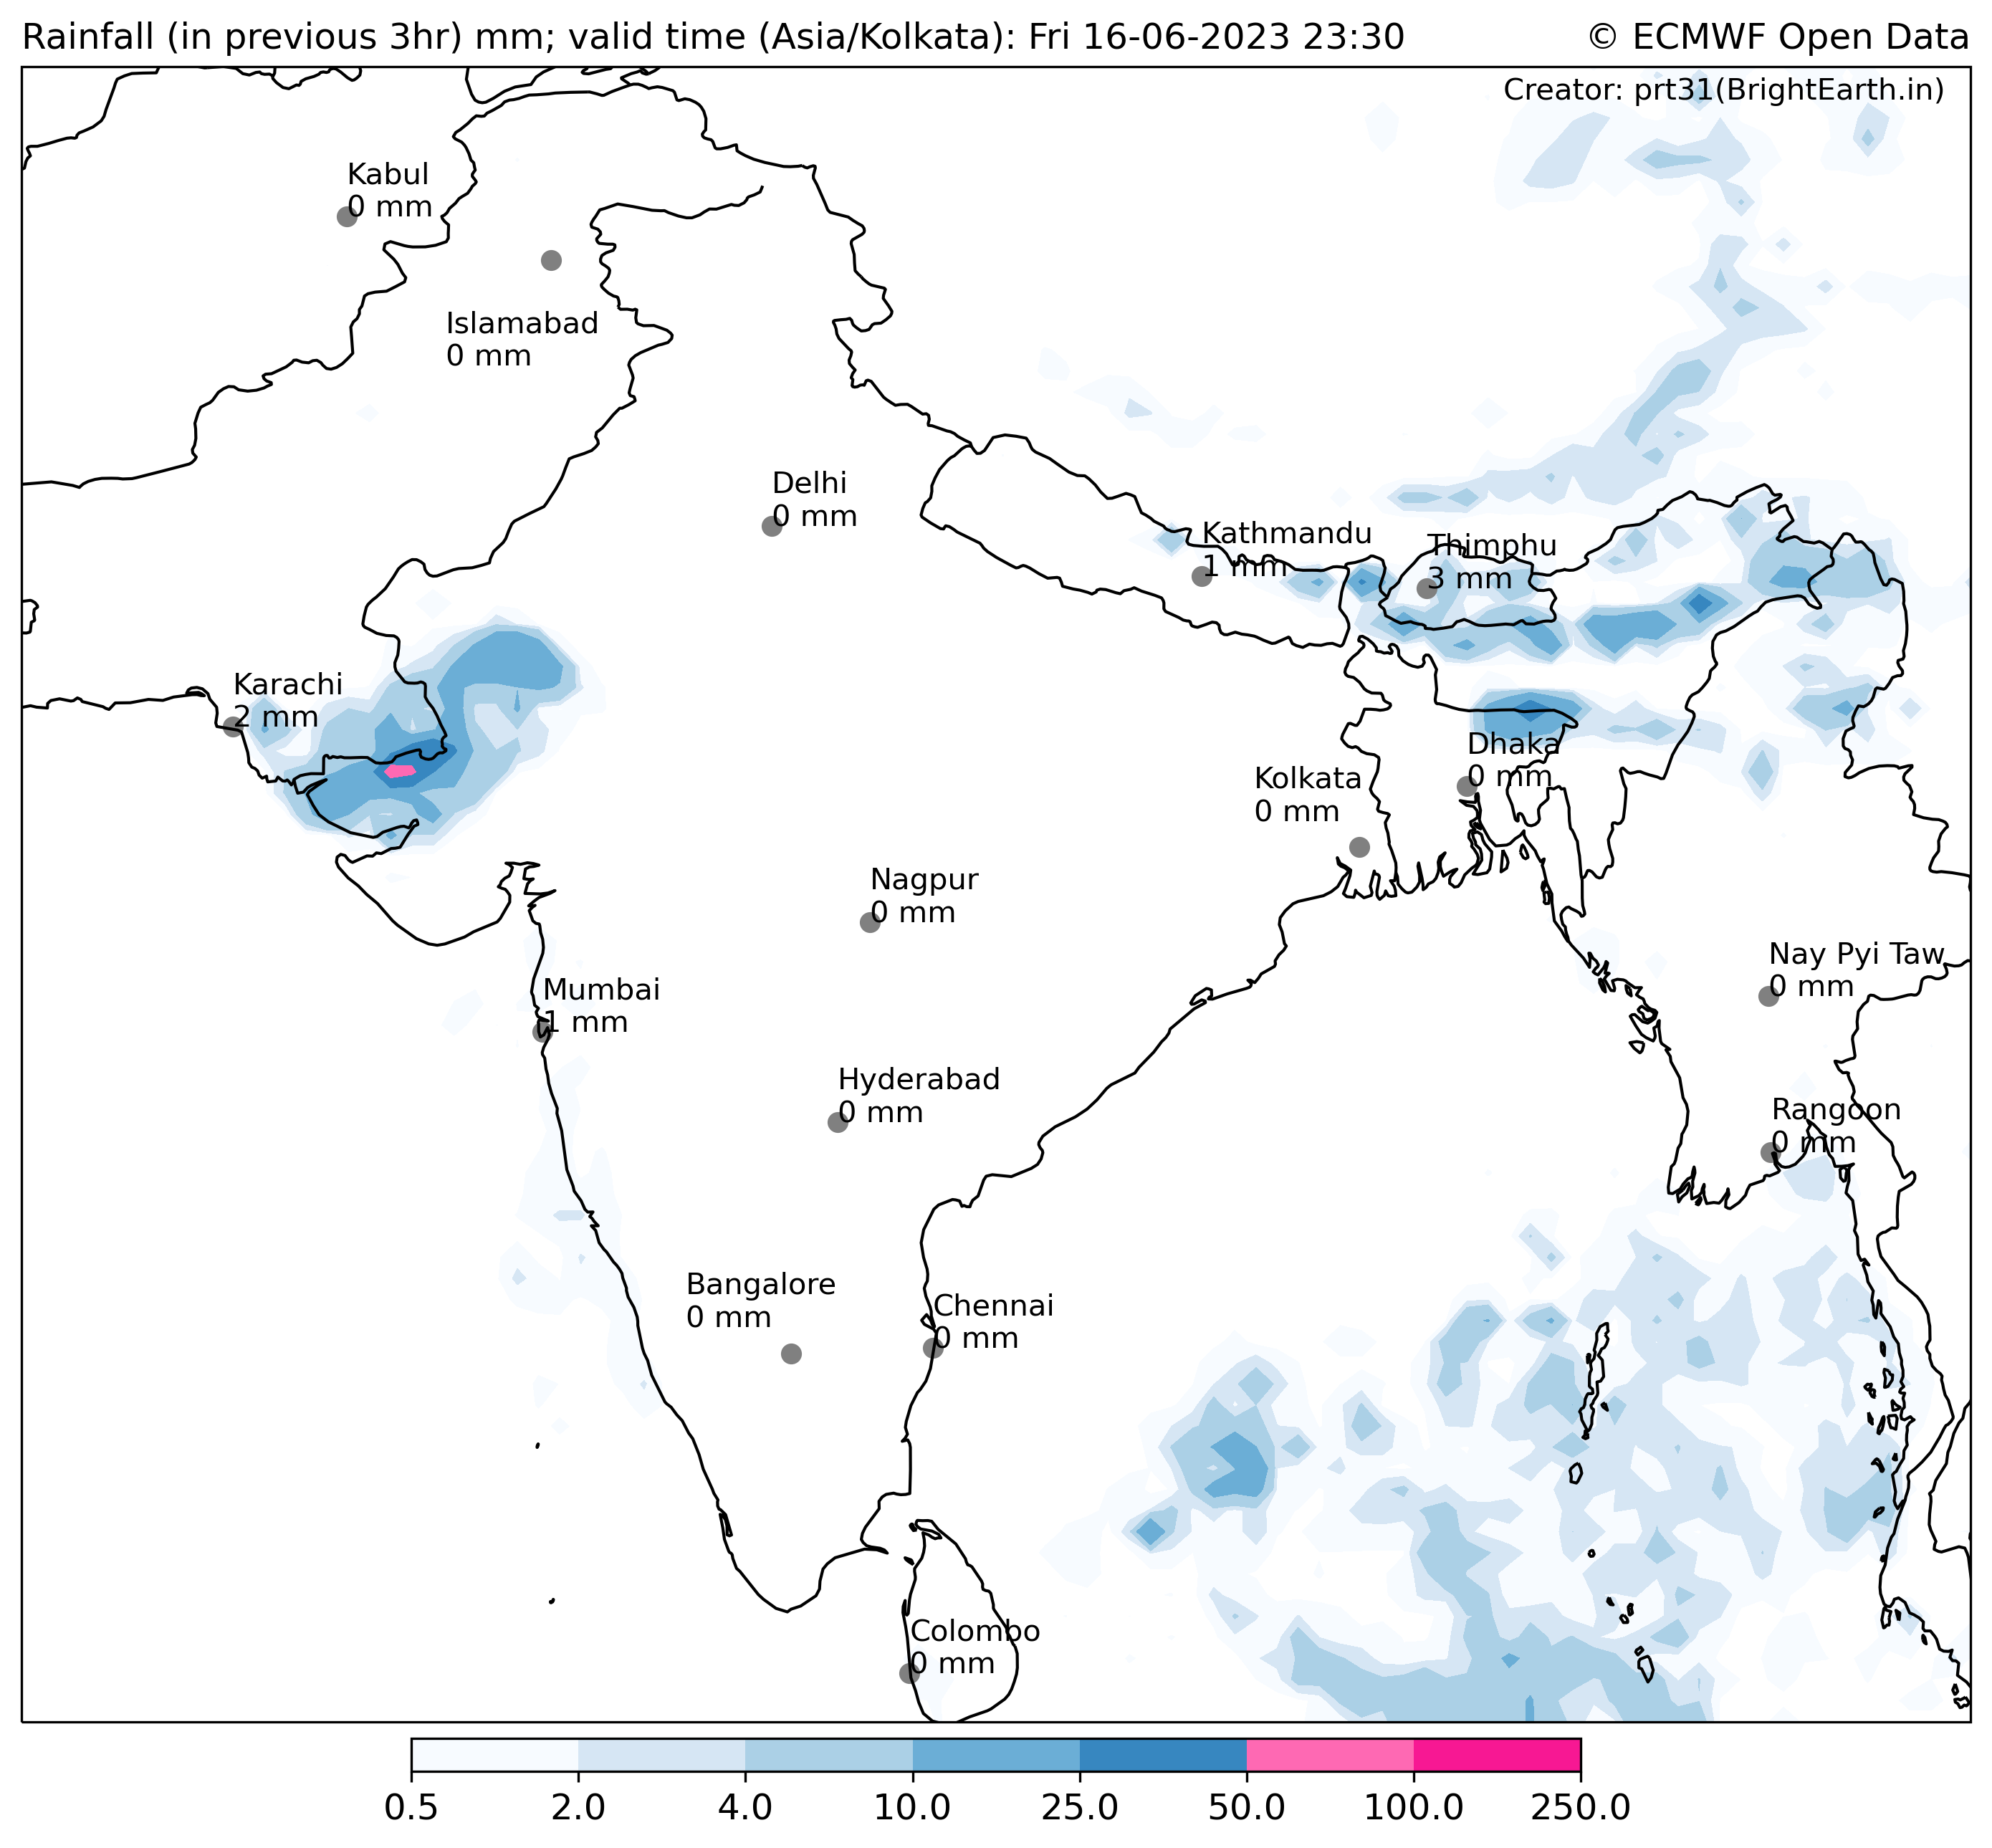 Rainfall (in previous 3hr) mm; valid time (Asia/Kolkata): Fri 16-06-2023 23:30
© ECMWF Open Data
Creator: prt31(BrightEarth.in)
Kabul
0 mm
Islamabad
0 mm
Delhi
0 mm
Kathmandu
1 mm
Thimphu
3 mm
Karachi
2 mm
Dhaka
0 mm
Kolkata
0 mm
Nagpur
0 mm
Nay Pyi Taw
0 mm
Mumbai
1 mm
Hyderabad
0 mm
Rangoon
0 mm
Bangalore
0 mm
Chennai
0 mm
Colombo
0 mm
0.5 2.0 4.0 10.0 25.0 50.0 100.0 250.0